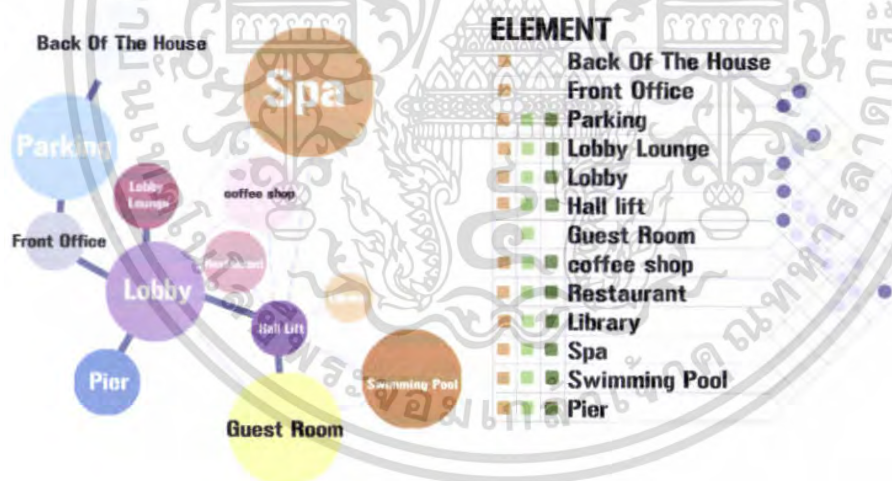 Back Of The House
Spa
Parking
Lobby
Lounge
coffee shop
Front Office
Restaurant
Lobby
Hall Lift
Pier
Swimming Pool
Guest Room
ELEMENT
Back Of The House
Front Office
Parking
Lobby Lounge
Lobby
Hall lift
Guest Room
coffee shop
Restaurant
Library
Spa
Swimming Pool
Pier